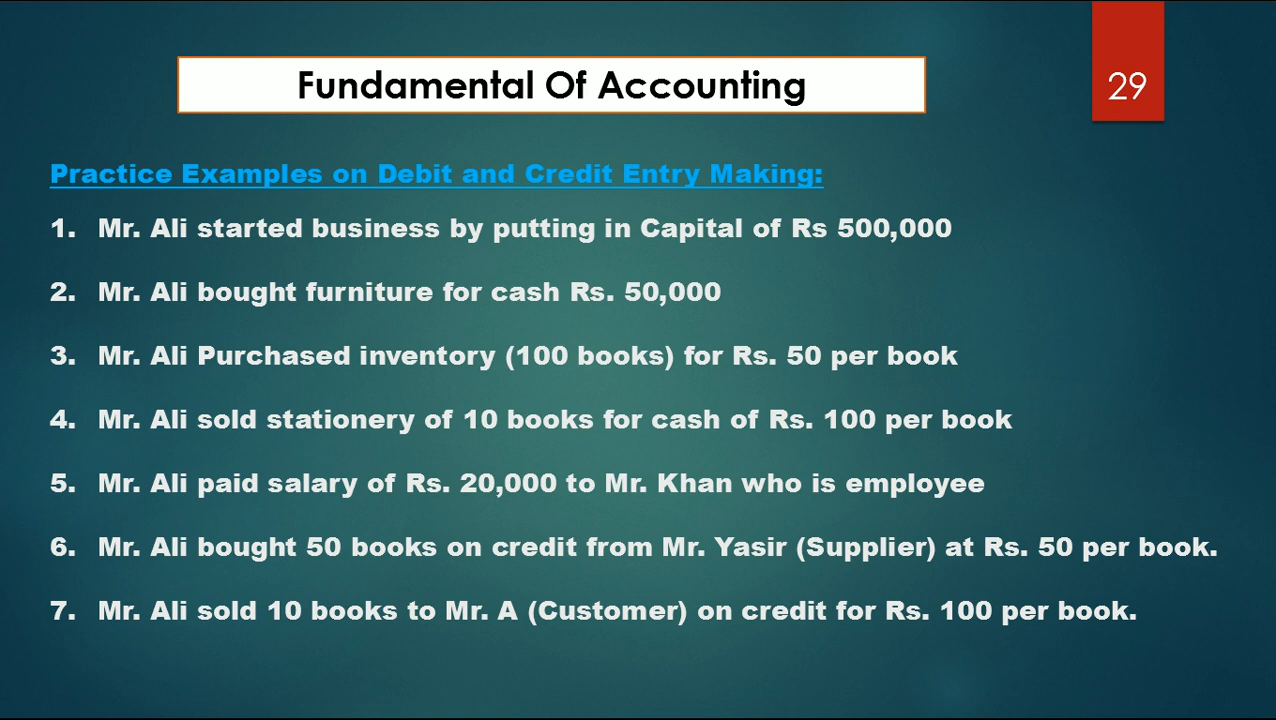 Fundamental Of Accounting
29
Practice Examples on Debit and Credit Entry Making:
1. Mr. Ali started business by putting in Capital of Rs 500,000
2. Mr. Ali bought furniture for cash Rs. 50,000
3. Mr. Ali Purchased inventory (100 books) for Rs. 50 per book
4. Mr. Ali sold stationery of 10 books for cash of Rs. 100 per book
5. Mr. Ali paid salary of Rs. 20,000 to Mr. Khan who is employee
6. Mr. Ali bought 50 books on credit from Mr. Yasir (Supplier) at Rs. 50 per book.
7. Mr. Ali sold 10 books to Mr. A (Customer) on credit for Rs. 100 per book.